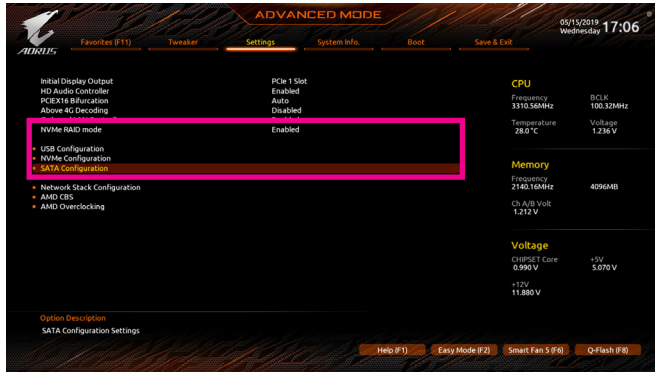 ADVANCED MODE
05/15/2019 Wednesday 17:06
AORUS
Favorites (F11) Tweaker Settings System Info. Boot Save & Exit
Initial Display Output PCIe 1 Slot
HD Audio Controller Enabled
PCIEX16 Bifurcation Auto
Above 4G Decoding Disabled
NVMe RAID mode Enabled
USB Configuration
NVMe Configuration
SATA Configuration
Network Stack Configuration
AMD CBS
AMD Overclocking
CPU
Frequency BCLK
3310.56MHz 100.32MHz
Temperature Voltage
28.0 °C 1.236 V
Memory
Frequency
2140.16MHz 4096MB
Ch A/B Volt
1.212 V
Voltage
CHIPSET Core +5V
0.990 V 5.070 V
+12V
11.880 V
Option Description
SATA Configuration Settings
Help (F1) Easy Mode (F2) Smart Fan 5 (F6) Q-Flash (F8)